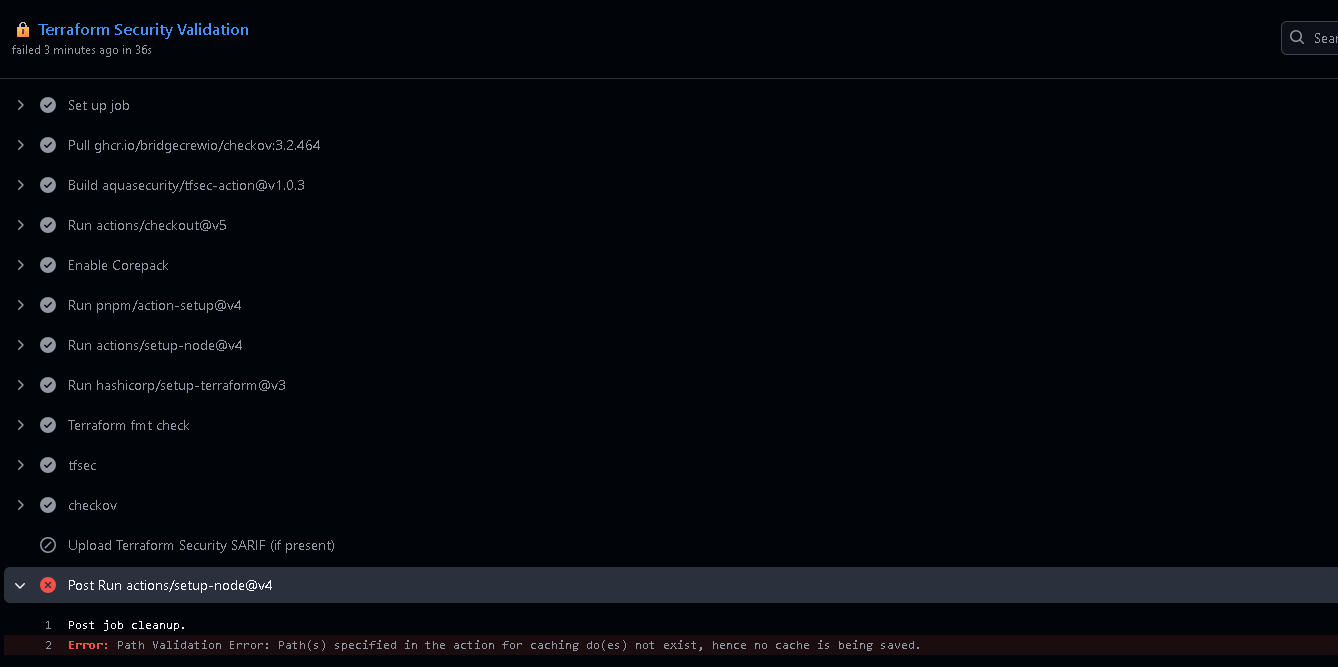 Terraform Security Validation
failed 3 minutes ago in 36s
Set up job
Pull ghcr.io/bridgecrewio/checkov:3.2.464
Build aquasecurity/tfsec-action@v1.0.3
Run actions/checkout@v5
Enable Corepack
Run pnpm/action-setup@v4
Run actions/setup-node@v4
Run hashicorp/setup-terraform@v3
Terraform fmt check
tfsec
checkov
Upload Terraform Security SARIF (if present)
Post Run actions/setup-node@v4
1 Post job cleanup.
2 Error: Path Validation Error: Path(s) specified in the action for caching do(es) not exist, hence no cache is being saved.